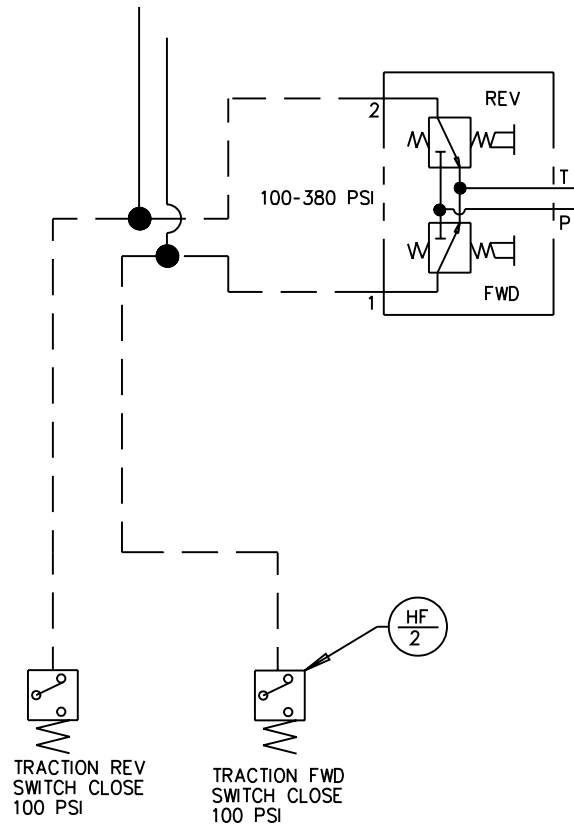 REV
2
T
100-380 PSI
P
FWD
1
HF
2
TRACTION REV
SWITCH CLOSE
100 PSI
TRACTION FWD
SWITCH CLOSE
100 PSI